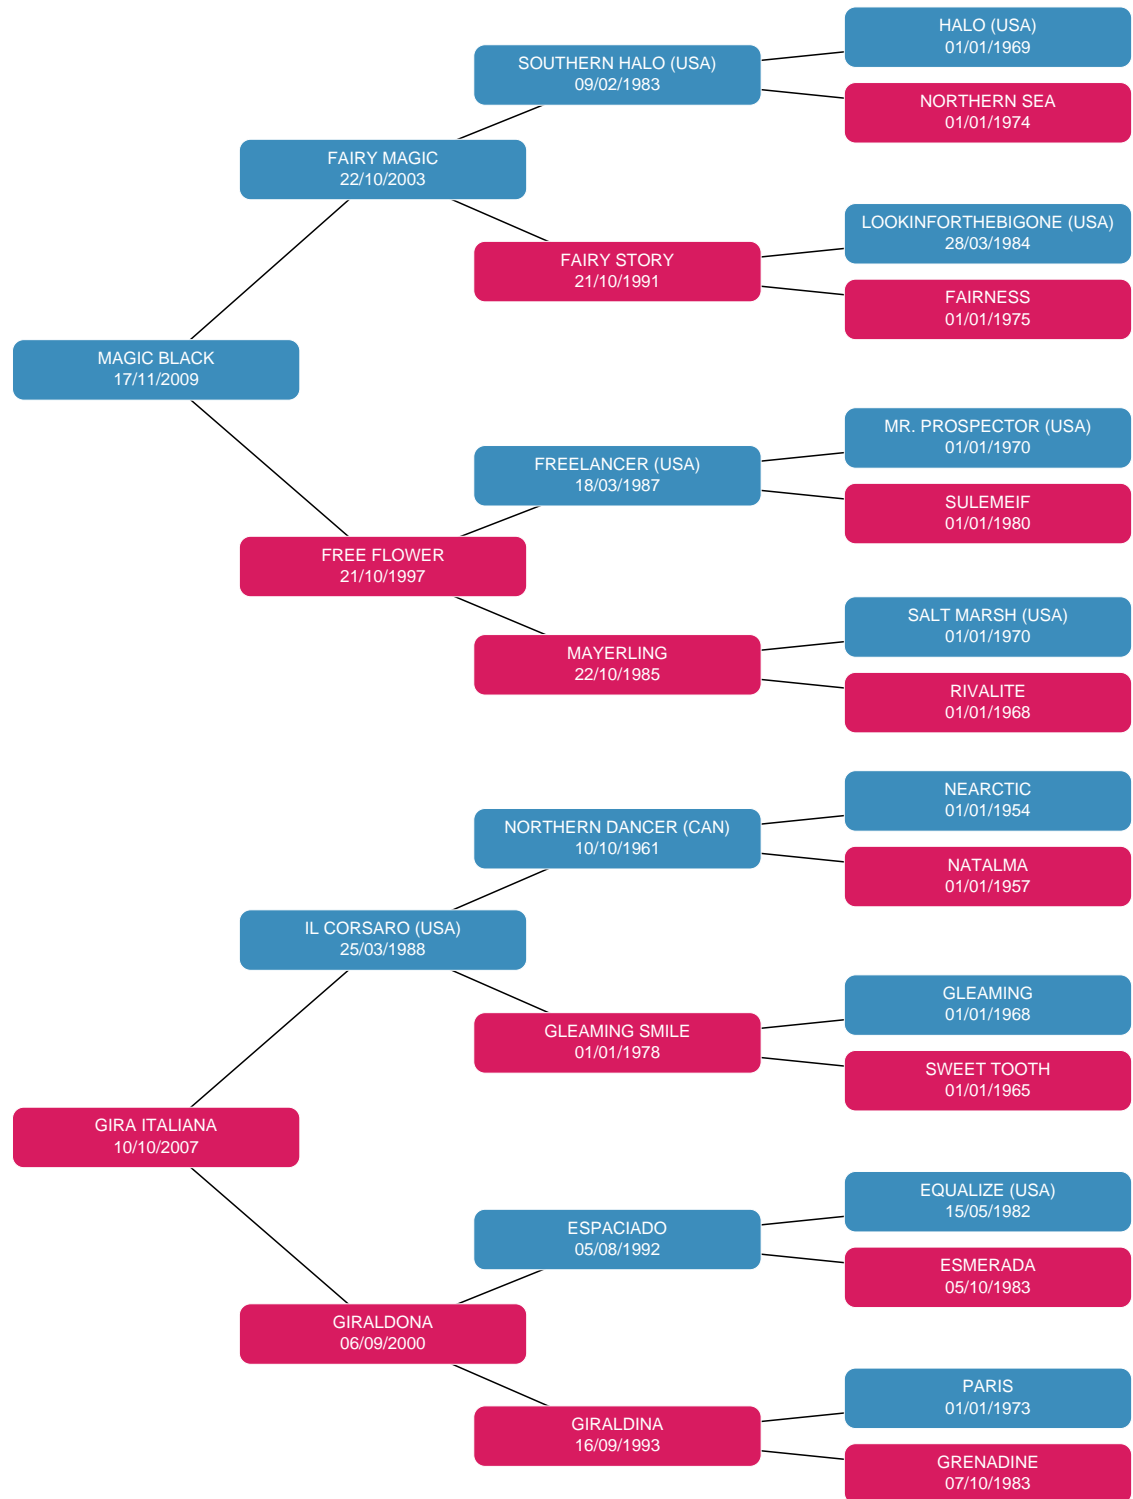 HALO (USA)
01/01/1969
SOUTHERN HALO (USA)
09/02/1983
NORTHERN SEA
01/01/1974
FAIRY MAGIC
22/10/2003
LOOKINFORTHEBIGONE (USA)
28/03/1984
FAIRY STORY
21/10/1991
FAIRNESS
01/01/1975
MAGIC BLACK
17/11/2009
MR. PROSPECTOR (USA)
01/01/1970
FREELANCER (USA)
18/03/1987
SULEMEIF
01/01/1980
FREE FLOWER
21/10/1997
SALT MARSH (USA)
01/01/1970
MAYERLING
22/10/1985
RIVALITE
01/01/1968
NEARCTIC
01/01/1954
NORTHERN DANCER (CAN)
10/10/1961
NATALMA
01/01/1957
IL CORSARO (USA)
25/03/1988
GLEAMING
01/01/1968
GLEAMING SMILE
01/01/1978
SWEET TOOTH
01/01/1965
GIRA ITALIANA
10/10/2007
EQUALIZE (USA)
15/05/1982
ESPACIADO
05/08/1992
ESMERADA
05/10/1983
GIRALDONA
06/09/2000
PARIS
01/01/1973
GIRALDINA
16/09/1993
GRENADINE
07/10/1983